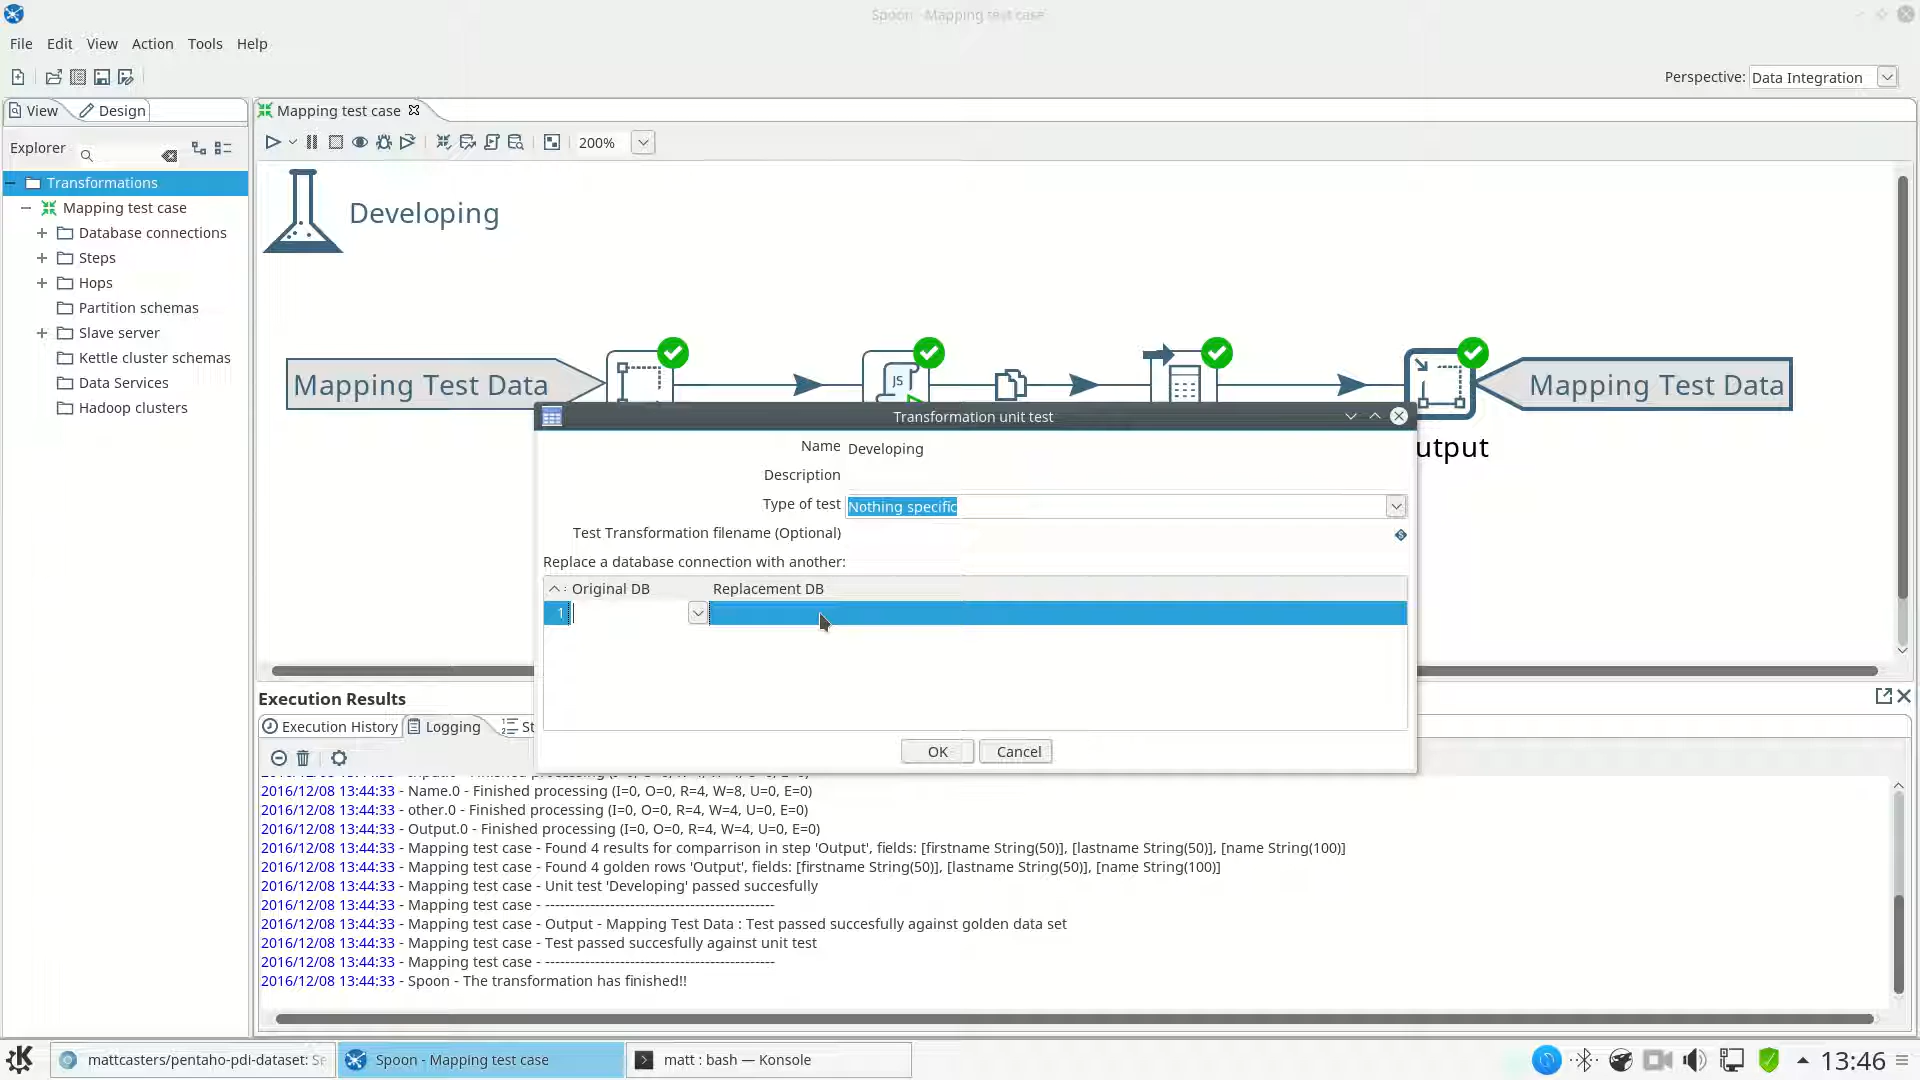 Spoon - Mapping test case
File Edit View Action Tools Help
Perspective: Data Integration
View Design
Mapping test case
Explorer
200%
Transformations
Mapping test case
Database connections
Steps
Hops
Partition schemas
Slave server
Kettle cluster schemas
Data Services
Hadoop clusters
Developing
Mapping Test Data
JS
Mapping Test Data
utput
Transformation unit test
Name Developing
Description
Type of test Nothing specific
Test Transformation filename (Optional)
Replace a database connection with another:
Original DB Replacement DB
1
OK Cancel
Execution Results
Execution History Logging St
2016/12/08 13:44:33 - Name.0 - Finished processing (I=0, O=0, R=4, W=8, U=0, E=0)
2016/12/08 13:44:33 - other.0 - Finished processing (I=0, O=0, R=4, W=4, U=0, E=0)
2016/12/08 13:44:33 - Output.0 - Finished processing (I=0, O=0, R=4, W=4, U=0, E=0)
2016/12/08 13:44:33 - Mapping test case - Found 4 results for comparrison in step 'Output', fields: [firstname String(50)], [lastname String(50)], [name String(100)]
2016/12/08 13:44:33 - Mapping test case - Found 4 golden rows 'Output', fields: [firstname String(50)], [lastname String(50)], [name String(100)]
2016/12/08 13:44:33 - Mapping test case - Unit test 'Developing' passed succesfully
2016/12/08 13:44:33 - Mapping test case - ----------------------------------------------
2016/12/08 13:44:33 - Mapping test case - Output - Mapping Test Data : Test passed succesfully against golden data set
2016/12/08 13:44:33 - Mapping test case - Test passed succesfully against unit test
2016/12/08 13:44:33 - Mapping test case - ----------------------------------------------
2016/12/08 13:44:33 - Spoon - The transformation has finished!!
mattcasters/pentaho-pdi-dataset: Se
Spoon - Mapping test case
matt : bash — Konsole
13:46